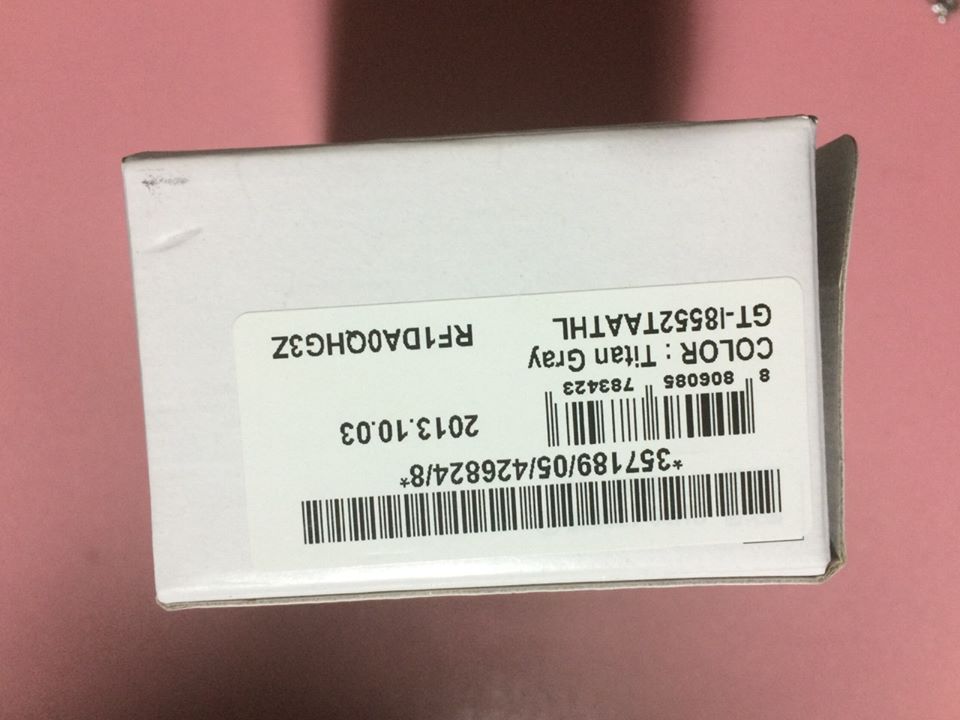 *357189/05/426824/8*
8 806085 783423
2013.10.03
COLOR : Titan Gray
GT-I8552TAATHL
RF1DA0QHG3Z